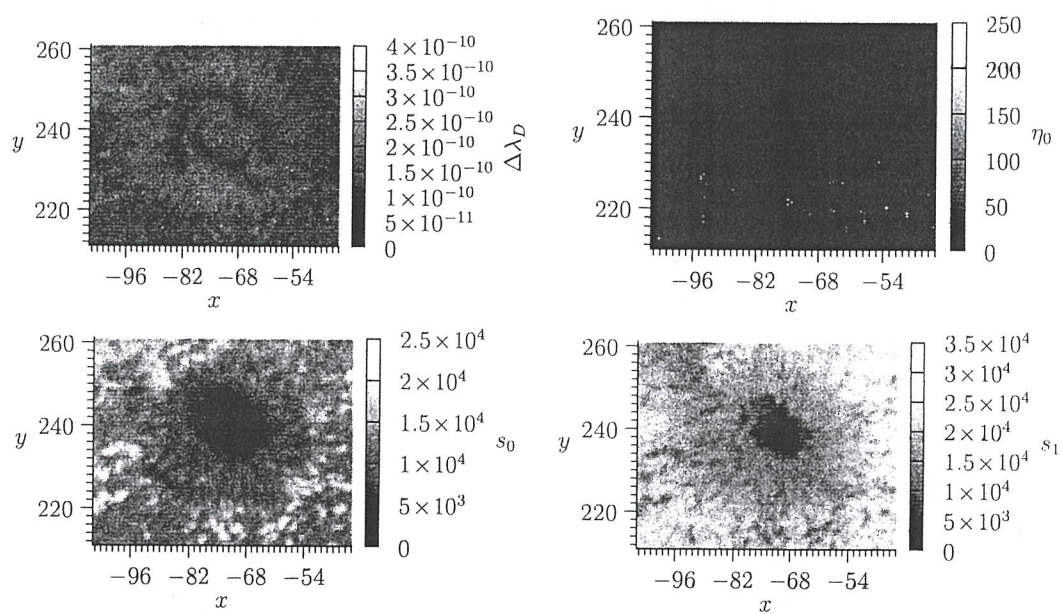 260
240
220
y
−96 −82 −68 −54
x
4×10⁻¹⁰
3.5×10⁻¹⁰
3×10⁻¹⁰
2.5×10⁻¹⁰
2×10⁻¹⁰
1.5×10⁻¹⁰
1×10⁻¹⁰
5×10⁻¹¹
0
Δλ_D
260
240
220
y
−96 −82 −68 −54
x
250
200
150
100
50
0
η₀
260
240
220
y
−96 −82 −68 −54
x
2.5×10⁴
2×10⁴
1.5×10⁴
1×10⁴
5×10³
0
s₀
260
240
220
y
−96 −82 −68 −54
x
3.5×10⁴
3×10⁴
2.5×10⁴
2×10⁴
1.5×10⁴
1×10⁴
5×10³
0
s₁